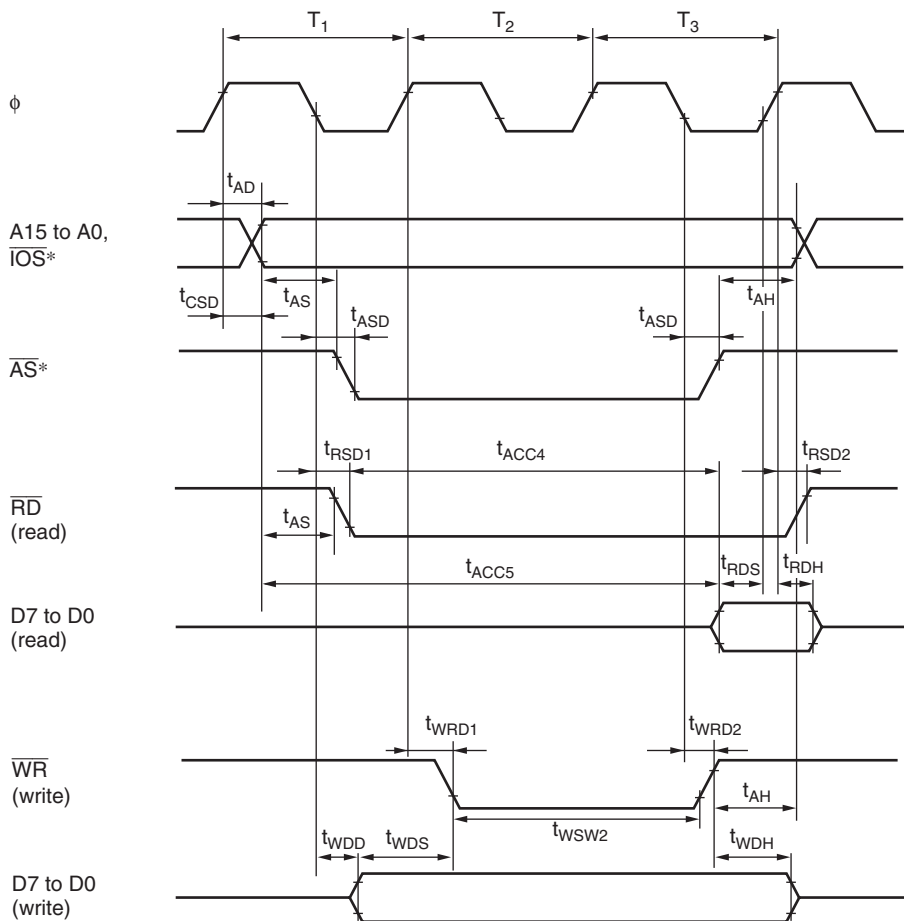 T1 T2 T3
φ
tAD
A15 to A0,
IOS*
tCSD tAS tASD tASD tAH
AS*
tRSD1 tACC4 tRSD2
RD
(read)
tAS
tACC5 tRDS tRDH
D7 to D0
(read)
tWRD1 tWRD2
WR
(write)
tAH
tWSW2
tWDD tWDS tWDH
D7 to D0
(write)